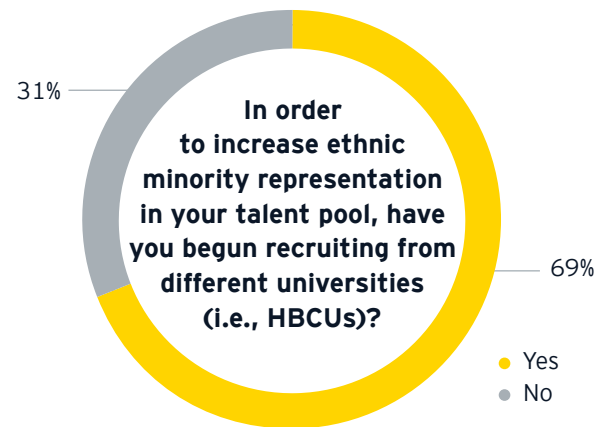 31%
In order
to increase ethnic
minority representation
in your talent pool, have
you begun recruiting from
different universities
(i.e., HBCUs)?
69%
Yes
No